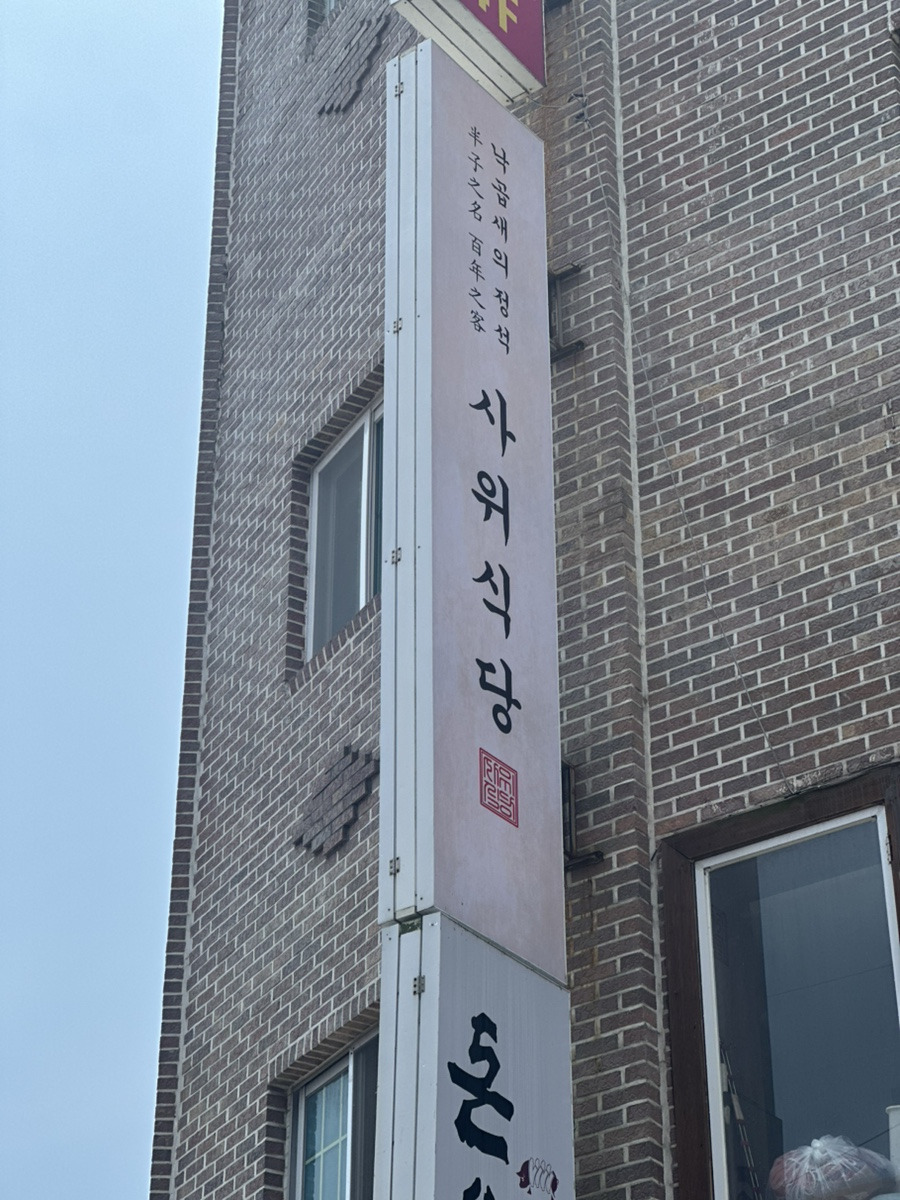 낙곱새의 정석
半子之名 百年之客
사위식당
돈